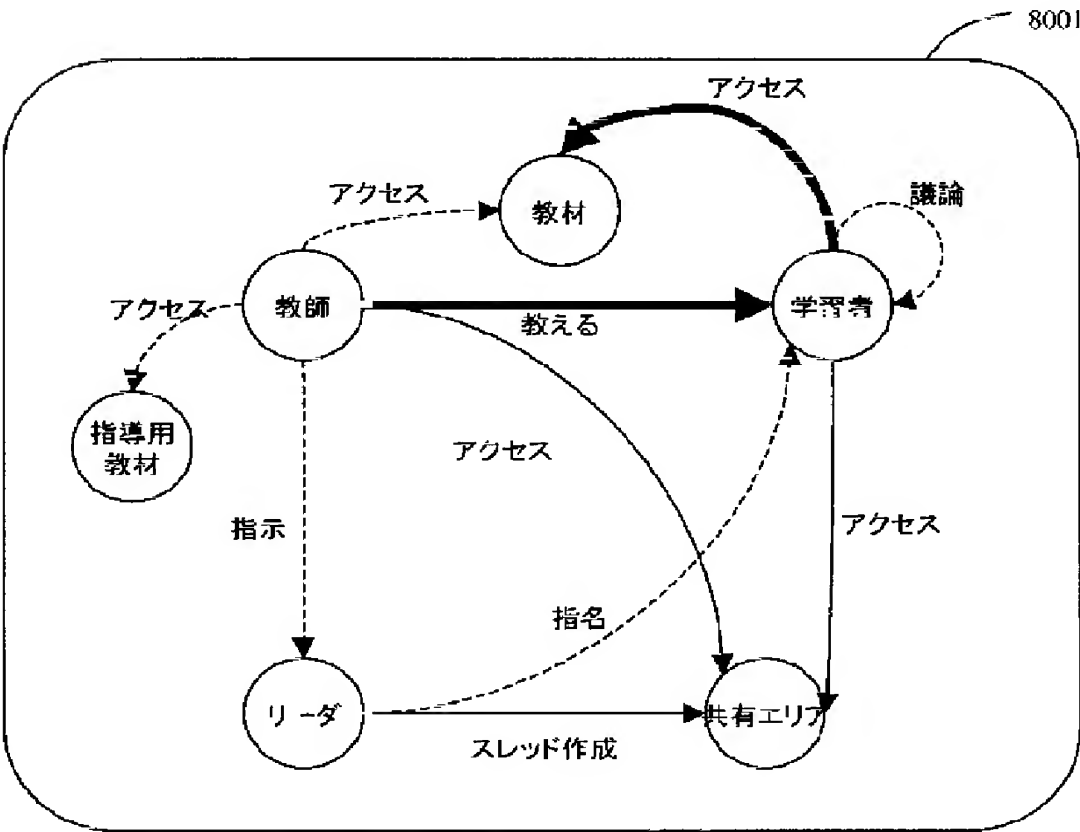 8001
アクセス
議論
アクセス
教材
アクセス
教師
教える
学習者
指導用
教材
アクセス
アクセス
指示
指名
リーダ
スレッド作成
共有エリア